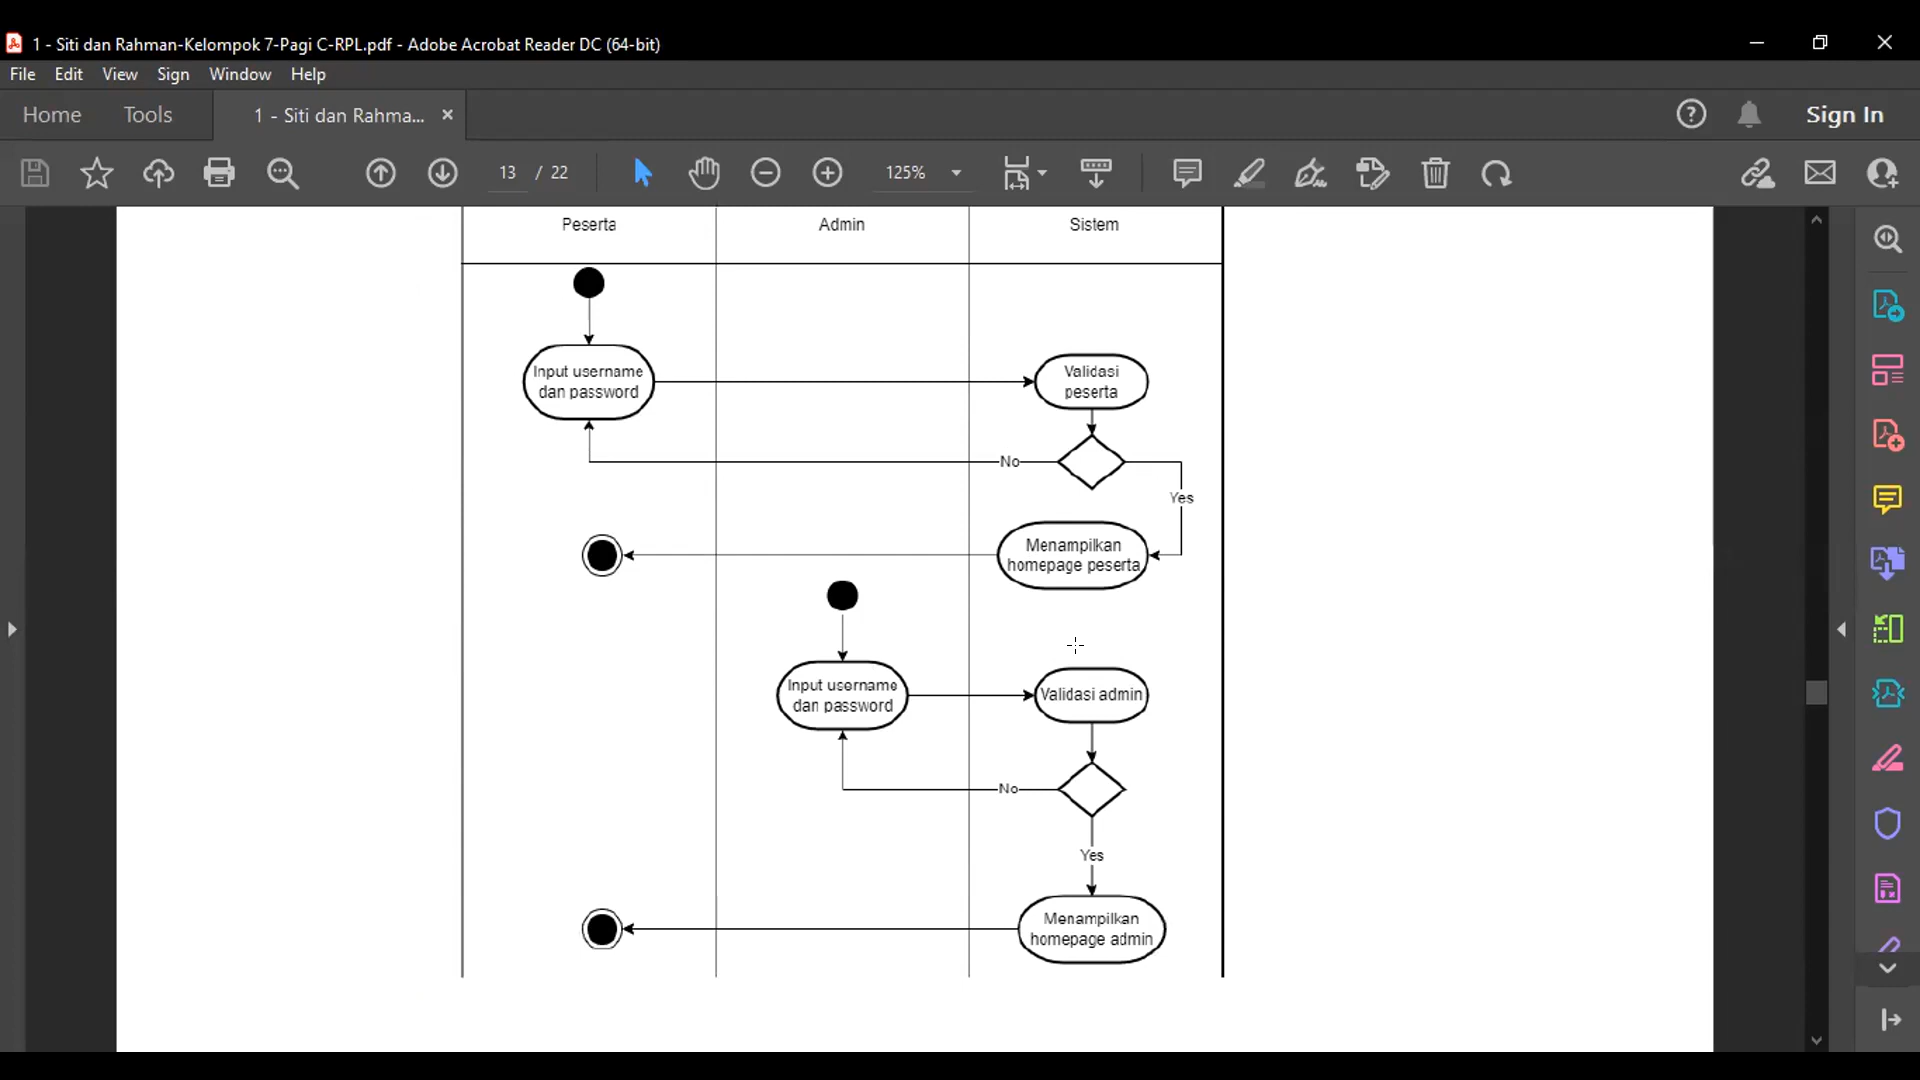 1 - Siti dan Rahman-Kelompok 7-Pagi C-RPL.pdf - Adobe Acrobat Reader DC (64-bit)
File Edit View Sign Window Help
Home Tools 1 - Siti dan Rahma... Sign In
13 / 22 125%
Peserta Admin Sistem
Input username
dan password
Validasi
peserta
No
Yes
Menampilkan
homepage peserta
Input username
dan password
Validasi admin
No
Yes
Menampilkan
homepage admin